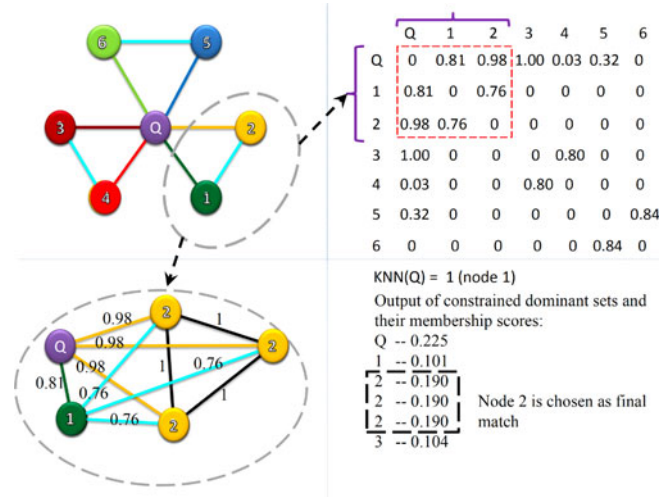 6 5
3 Q 2
4 1
Q 1 2 3 4 5 6
Q 0 0.81 0.98 1.00 0.03 0.32 0
1 0.81 0 0.76 0 0 0 0
2 0.98 0.76 0 0 0 0 0
3 1.00 0 0 0 0.80 0 0
4 0.03 0 0 0.80 0 0 0
5 0.32 0 0 0 0 0 0.84
6 0 0 0 0 0 0.84 0
0.98 2 1
Q 0.98 2
0.98 1 0.76
0.81 0.76 1
1 0.76 2
KNN(Q) = 1 (node 1)
Output of constrained dominant sets and
their membership scores:
Q -- 0.225
1 -- 0.101
2 -- 0.190
2 -- 0.190
2 -- 0.190
3 -- 0.104
Node 2 is chosen as final
match